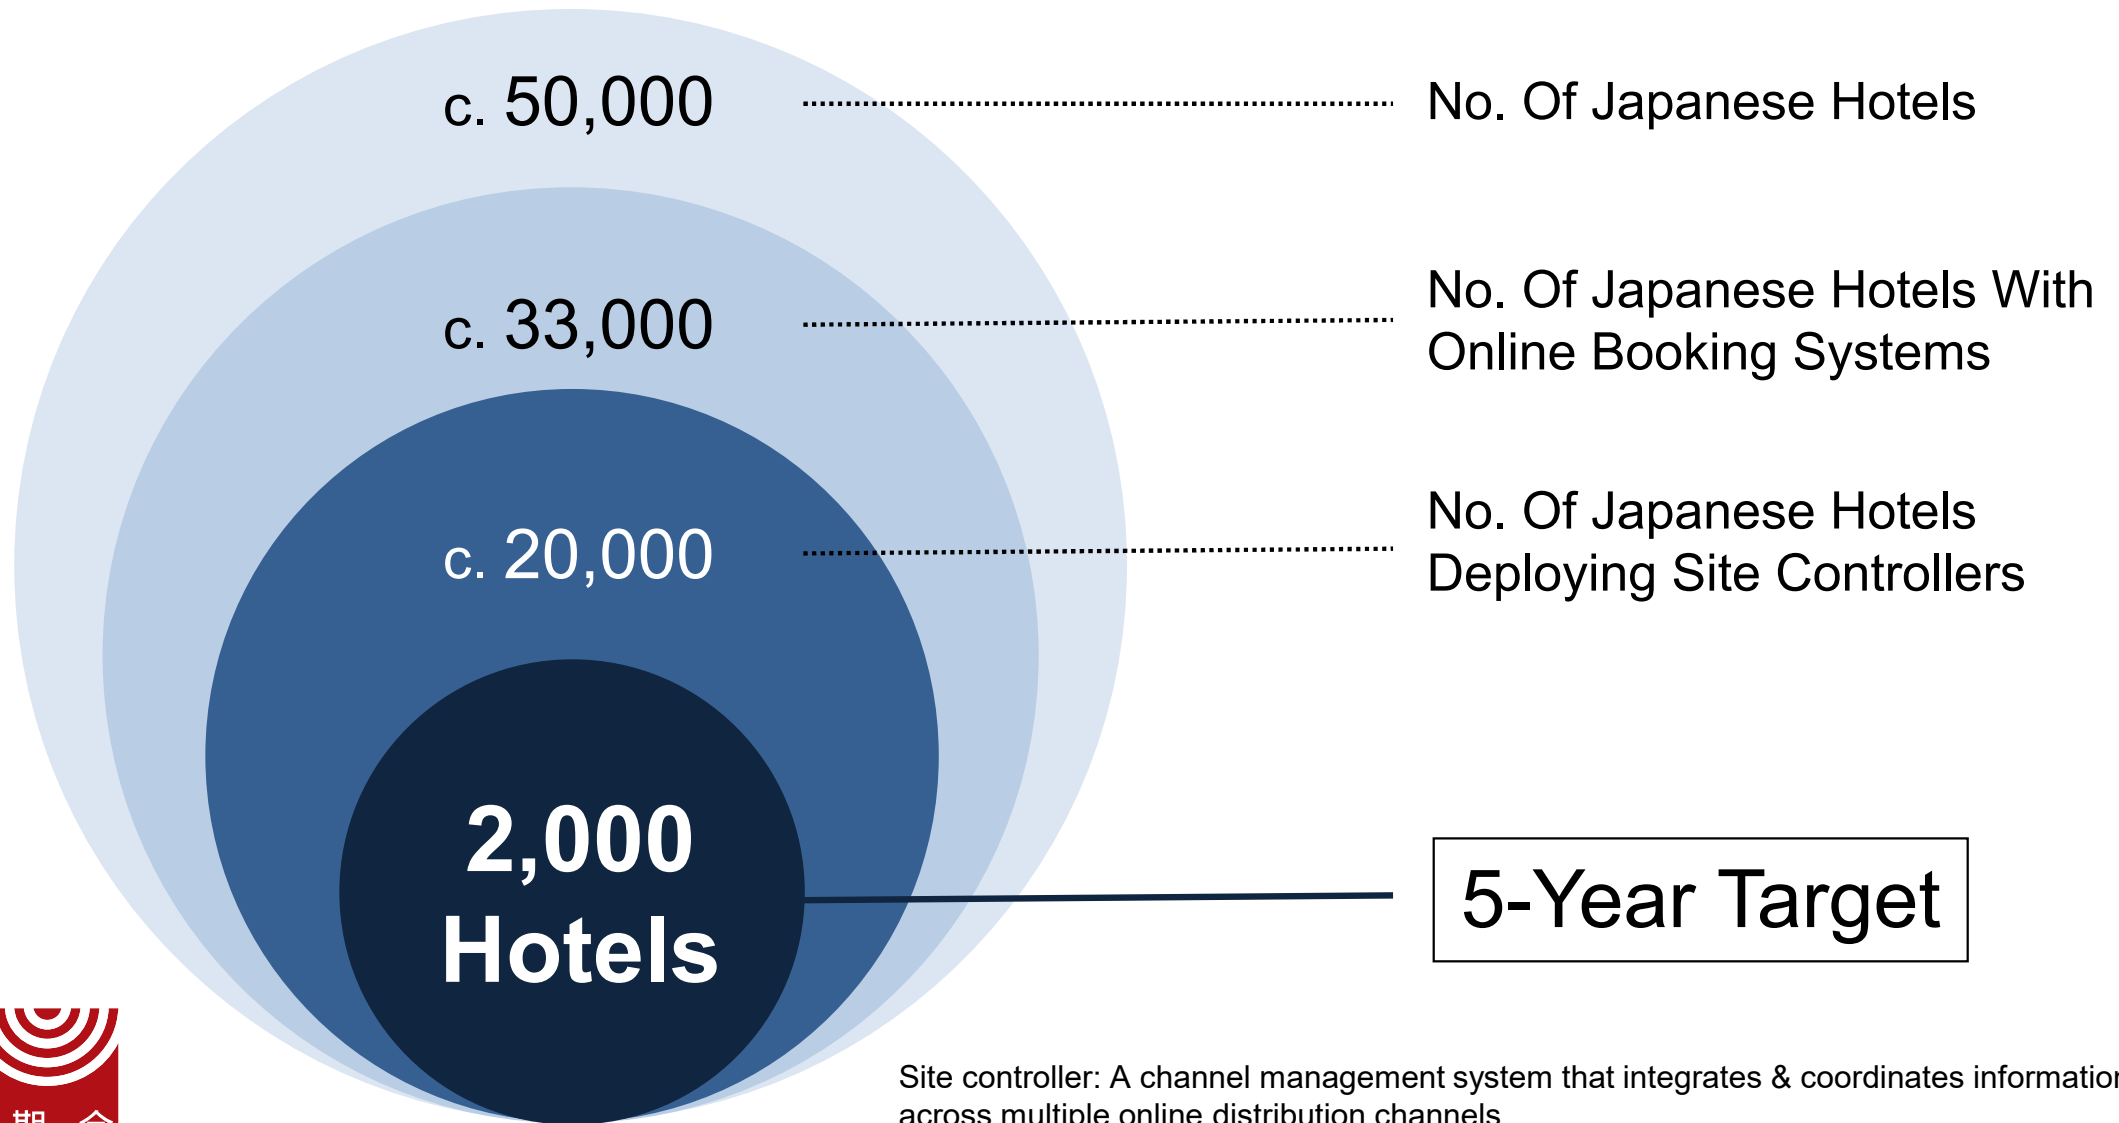 c. 50,000
No. Of Japanese Hotels
c. 33,000
No. Of Japanese Hotels With
Online Booking Systems
c. 20,000
No. Of Japanese Hotels
Deploying Site Controllers
2,000
Hotels
5-Year Target
Site controller: A channel management system that integrates & coordinates information
across multiple online distribution channels